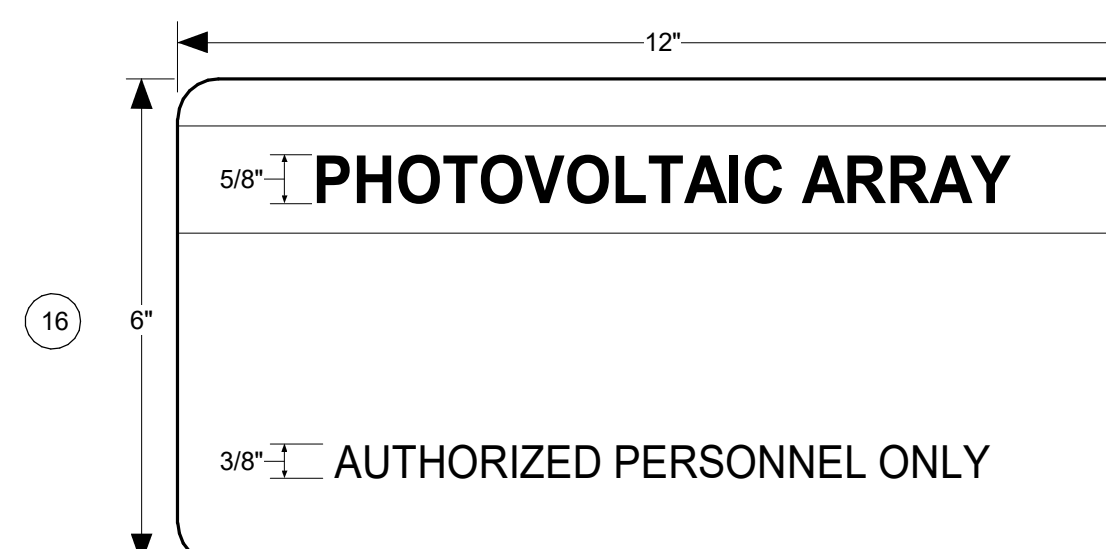 12"
5/8" PHOTOVOLTAIC ARRAY
16 6"
3/8" AUTHORIZED PERSONNEL ONLY